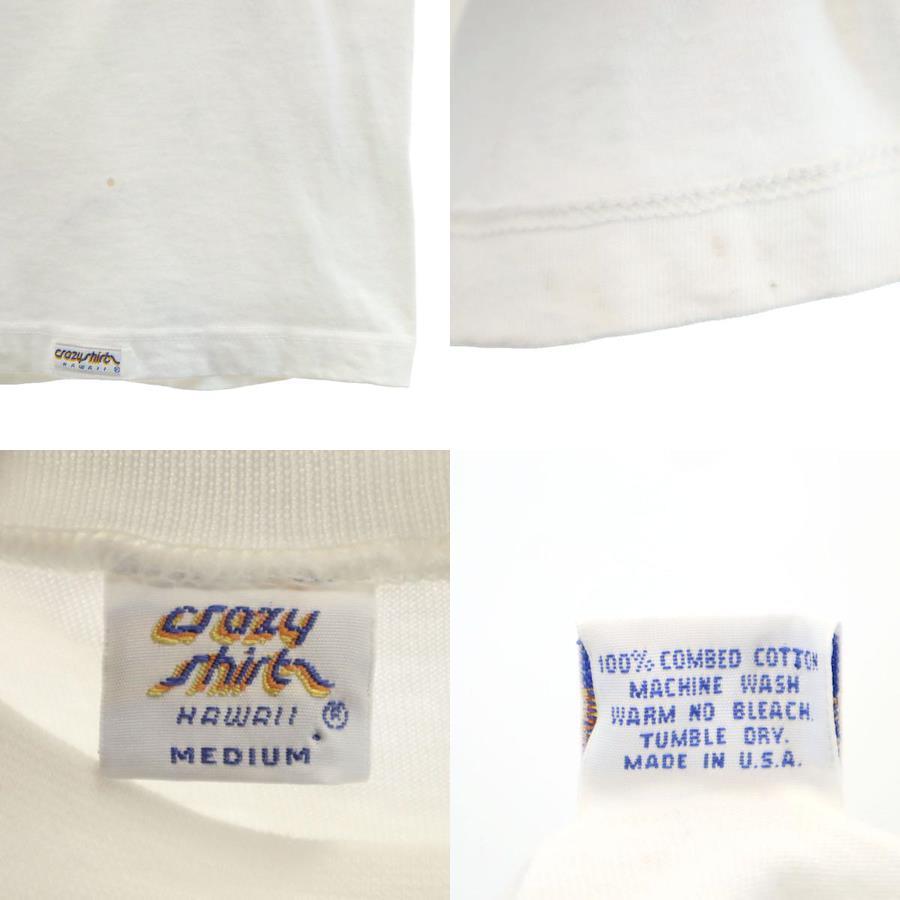 crazy shirts
HAWAII ®
crazy
shirts
HAWAII ®
MEDIUM
100% COMBED COTTON
MACHINE WASH
WARM NO BLEACH.
TUMBLE DRY.
MADE IN U.S.A.